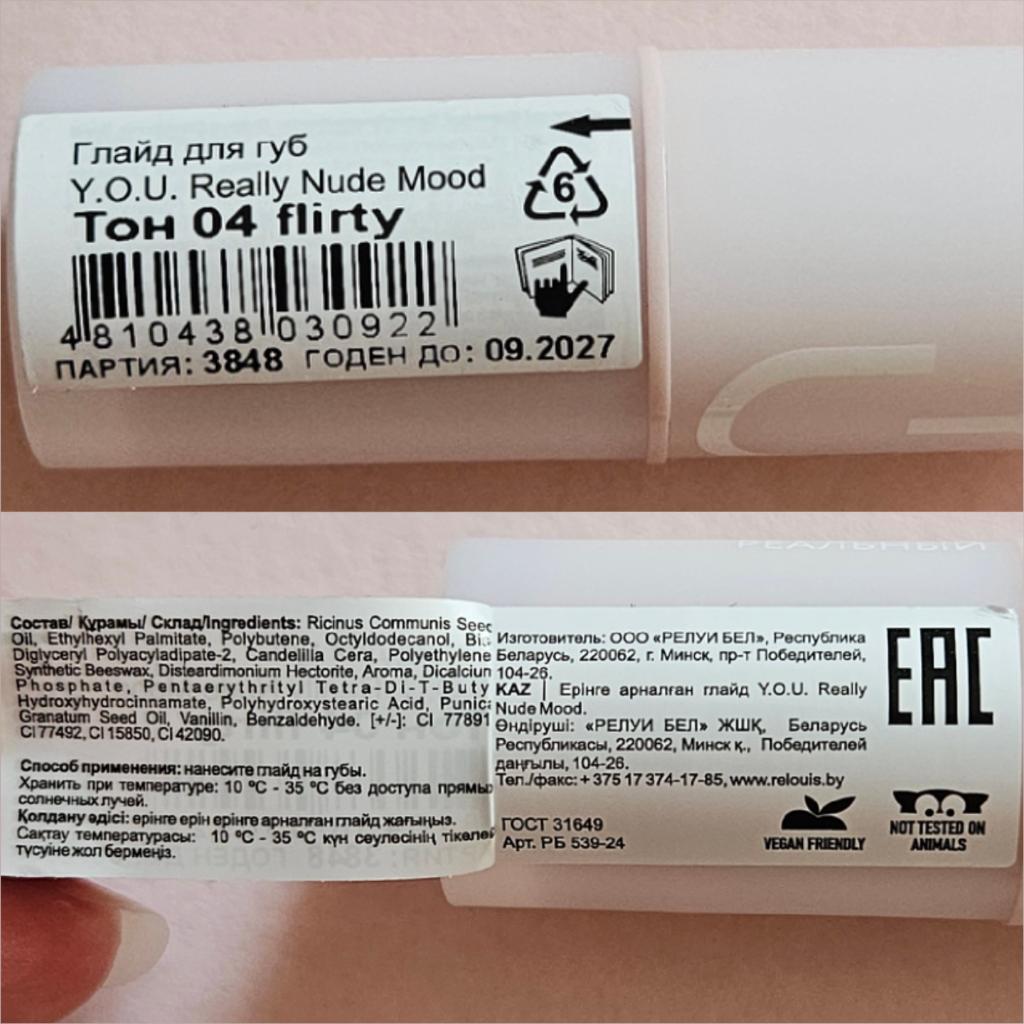 Глайд для губ
Y.O.U. Really Nude Mood
Тон 04 flirty
6
4 810438 030922
ПАРТИЯ: 3848 ГОДЕН ДО: 09.2027
РЕАЛЬНЫЙ
Состав/ Құрамы/ Склад/Ingredients: Ricinus Communis Seed
Oil, Ethylhexyl Palmitate, Polybutene, Octyldodecanol, Bis-
Diglyceryl Polyacyladipate-2, Candelilla Cera, Polyethylene
Synthetic Beeswax, Disteardimonium Hectorite, Aroma, Dicalcium
Phosphate, Pentaerythrityl Tetra-Di-T-Buty
Hydroxyhydrocinnamate, Polyhydroxystearic Acid, Punica
Granatum Seed Oil, Vanillin, Benzaldehyde. [+/-]: CI 77891
CI 77492, CI 15850, CI 42090.
Способ применения: нанесите глайд на губы.
Хранить при температуре: 10 ºC - 35 ºC без доступа прямы
солнечных лучей.
Қолдану әдісі: ерінге ерін ерінге арналған глайд жағыңыз.
Сақтау температурасы: 10 ºC - 35 ºC күн сәулесінің тікелей
түсуіне жол бермеңіз.
Изготовитель: ООО «РЕЛУИ БЕЛ», Республика
Беларусь, 220062, г. Минск, пр-т Победителей,
104-26.
KAZ | Ерінге арналған глайд Y.O.U. Really
Nude Mood.
Өндіруші: «РЕЛУИ БЕЛ» ЖШҚ, Беларусь
Республикасы, 220062, Минск қ., Победителей
даңғылы, 104-26.
Тел./факс: + 375 17 374-17-85, www.relouis.by
ГОСТ 31649
Арт. РБ 539-24
EAC
VEGAN FRIENDLY
NOT TESTED ON
ANIMALS